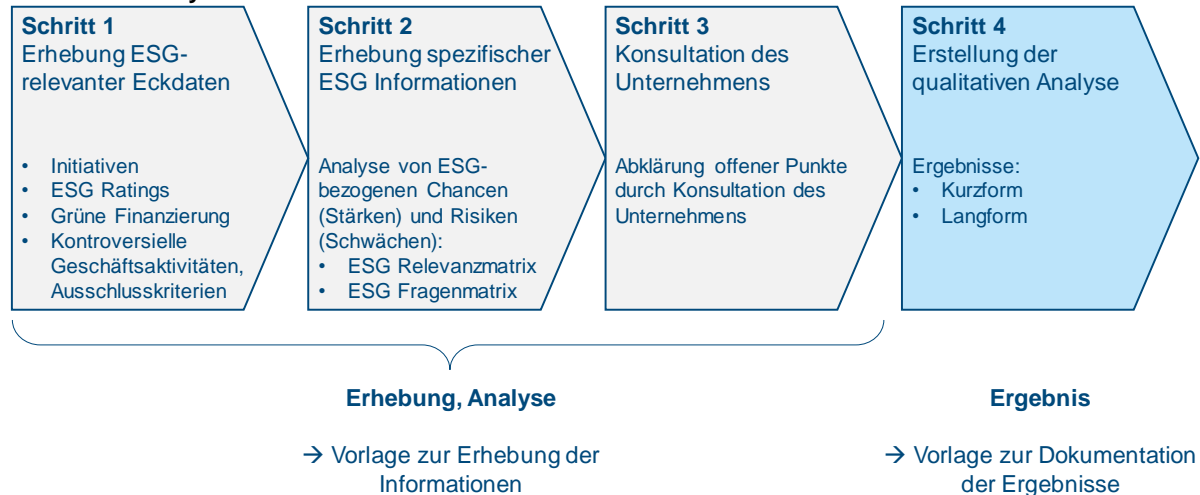 Schritt 1
Erhebung ESG-
relevanter Eckdaten
• Initiativen
• ESG Ratings
• Grüne Finanzierung
• Kontroversielle
Geschäftsaktivitäten,
Ausschlusskriterien
Schritt 2
Erhebung spezifischer
ESG Informationen
Analyse von ESG-
bezogenen Chancen
(Stärken) und Risiken
(Schwächen):
• ESG Relevanzmatrix
• ESG Fragenmatrix
Schritt 3
Konsultation des
Unternehmens
Abklärung offener Punkte
durch Konsultation des
Unternehmens
Schritt 4
Erstellung der
qualitativen Analyse
Ergebnisse:
• Kurzform
• Langform
Erhebung, Analyse
→ Vorlage zur Erhebung der
Informationen
Ergebnis
→ Vorlage zur Dokumentation
der Ergebnisse